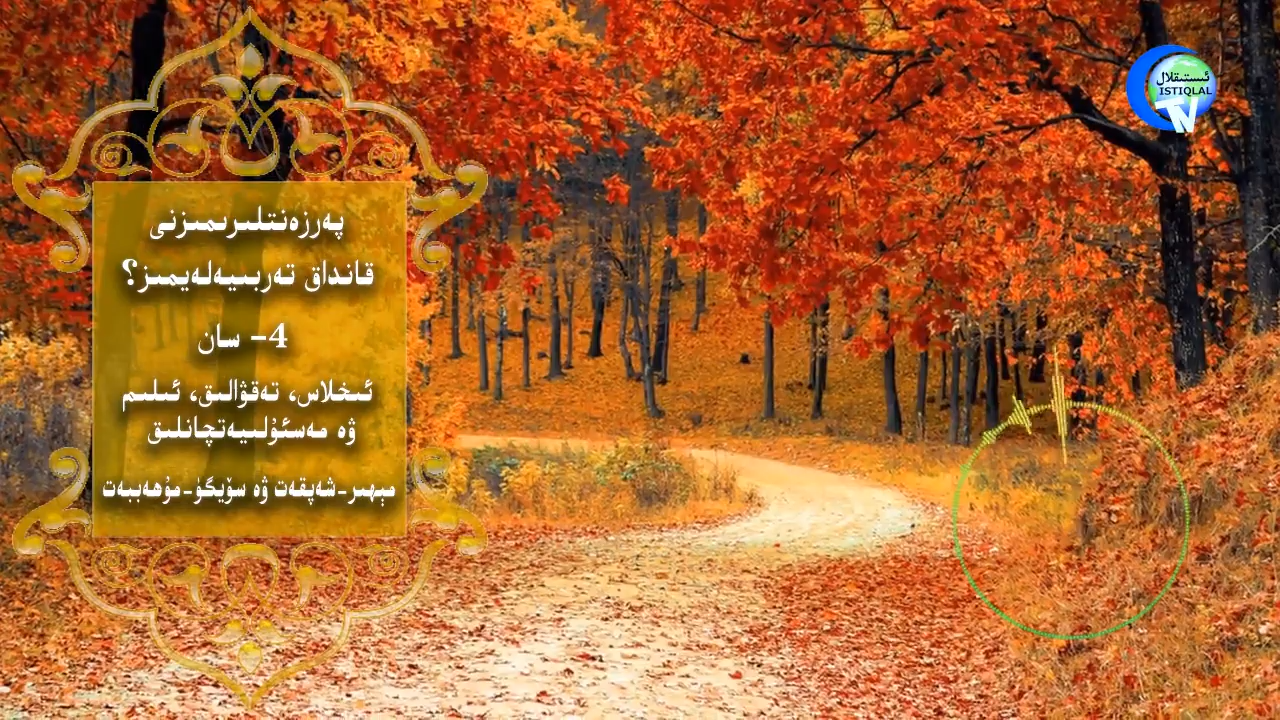 پەرزەنتلىرىمىزنى
قانداق تەربىيەلەيمىز؟
4- سان
ئىخلاس، تەقۋالىق، ئىلىم
ۋە مەسئۇلىيەتچانلىق
مېھىر-شەپقەت ۋە سۆيگۈ-مۇھەببەت
ئىستىقلال
ISTIQLAL
TV